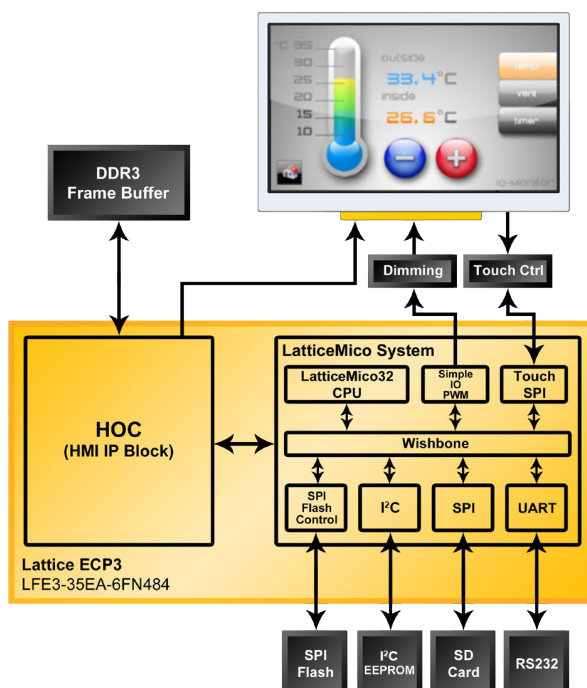 °C 35
30
25
20
15
10
outside
33.4°C
inside
26.6°C
temp
vent
timer
IO-MONITOR
DDR3
Frame Buffer
Dimming
Touch Ctrl
LatticeMico System
LatticeMico32
CPU
Simple
IO
PWM
Touch
SPI
HOC
(HMI IP Block)
Wishbone
SPI
Flash
Control
I²C
SPI
UART
Lattice ECP3
LFE3-35EA-6FN484
SPI
Flash
I²C
EEPROM
SD
Card
RS232